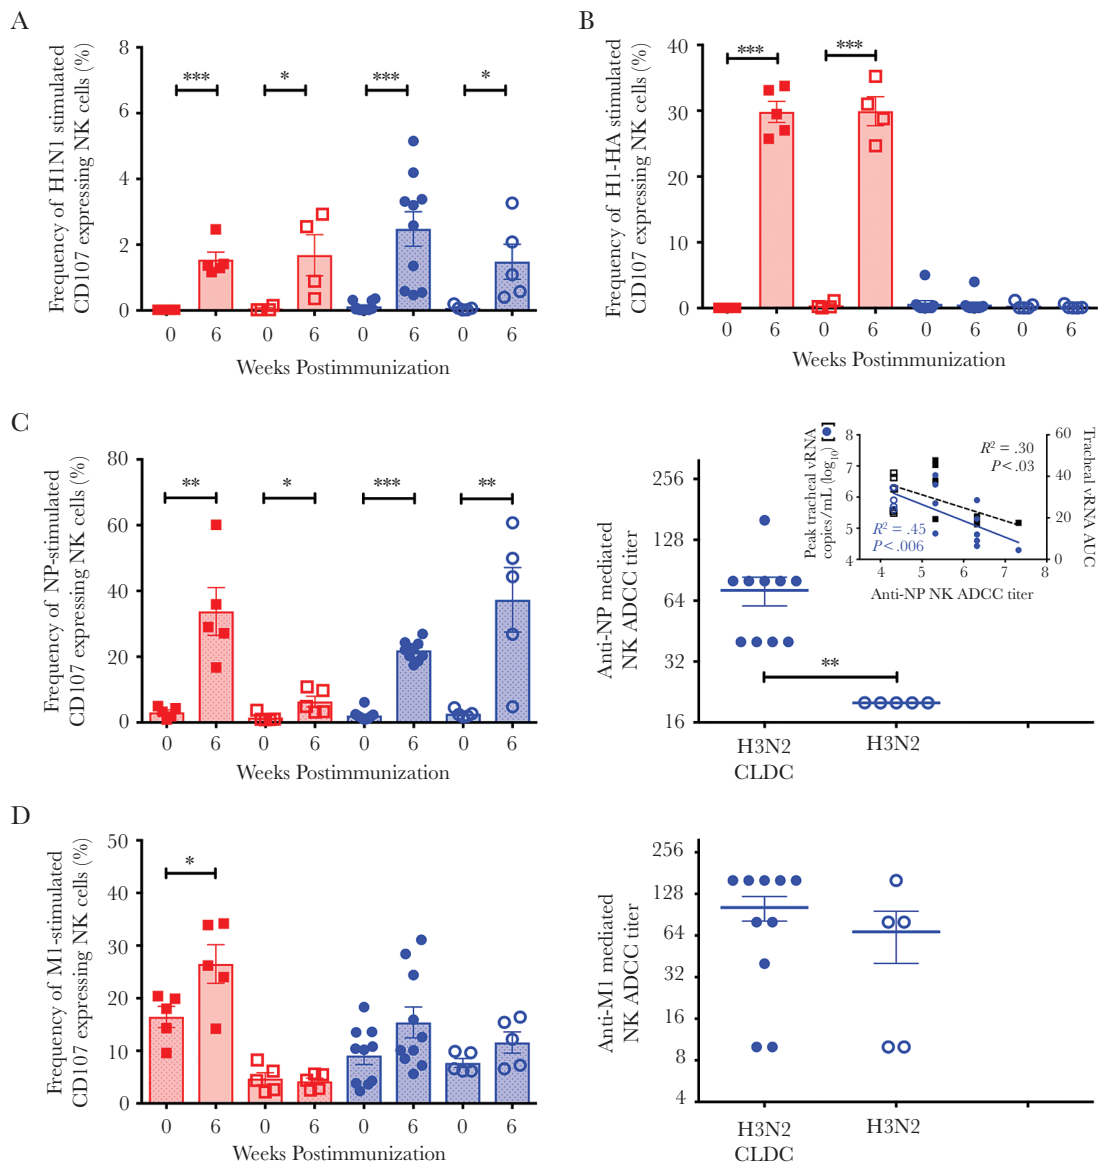 A
Frequency of H1N1 stimulated
CD107 expressing NK cells (%)
8
6
4
2
0
*** * *** *
0 6 0 6 0 6 0 6
Weeks Postimmunization
B
Frequency of H1-HA stimulated
CD107 expressing NK cells (%)
40
30
20
10
0
*** ***
0 6 0 6 0 6 0 6
Weeks Postimmunization
C
Frequency of NP-stimulated
CD107 expressing NK cells (%)
80
60
40
20
0
** * *** **
0 6 0 6 0 6 0 6
Weeks Postimmunization
Anti-NP mediated
NK ADCC titer
256
128
64
32
16
**
H3N2
CLDC
H3N2
Peak tracheal vRNA
copies/mL (log10) [ ]
8
7
6
5
4
R² = .30
P < .03
R² = .45
P < .006
60
40
20
0
Tracheal vRNA AUC
4 5 6 7 8
Anti-NP NK ADCC titer
D
Frequency of M1-stimulated
CD107 expressing NK cells (%)
50
40
30
20
10
0
*
0 6 0 6 0 6 0 6
Weeks Postimmunization
Anti-M1 mediated
NK ADCC titer
256
128
64
32
16
8
4
H3N2
CLDC
H3N2